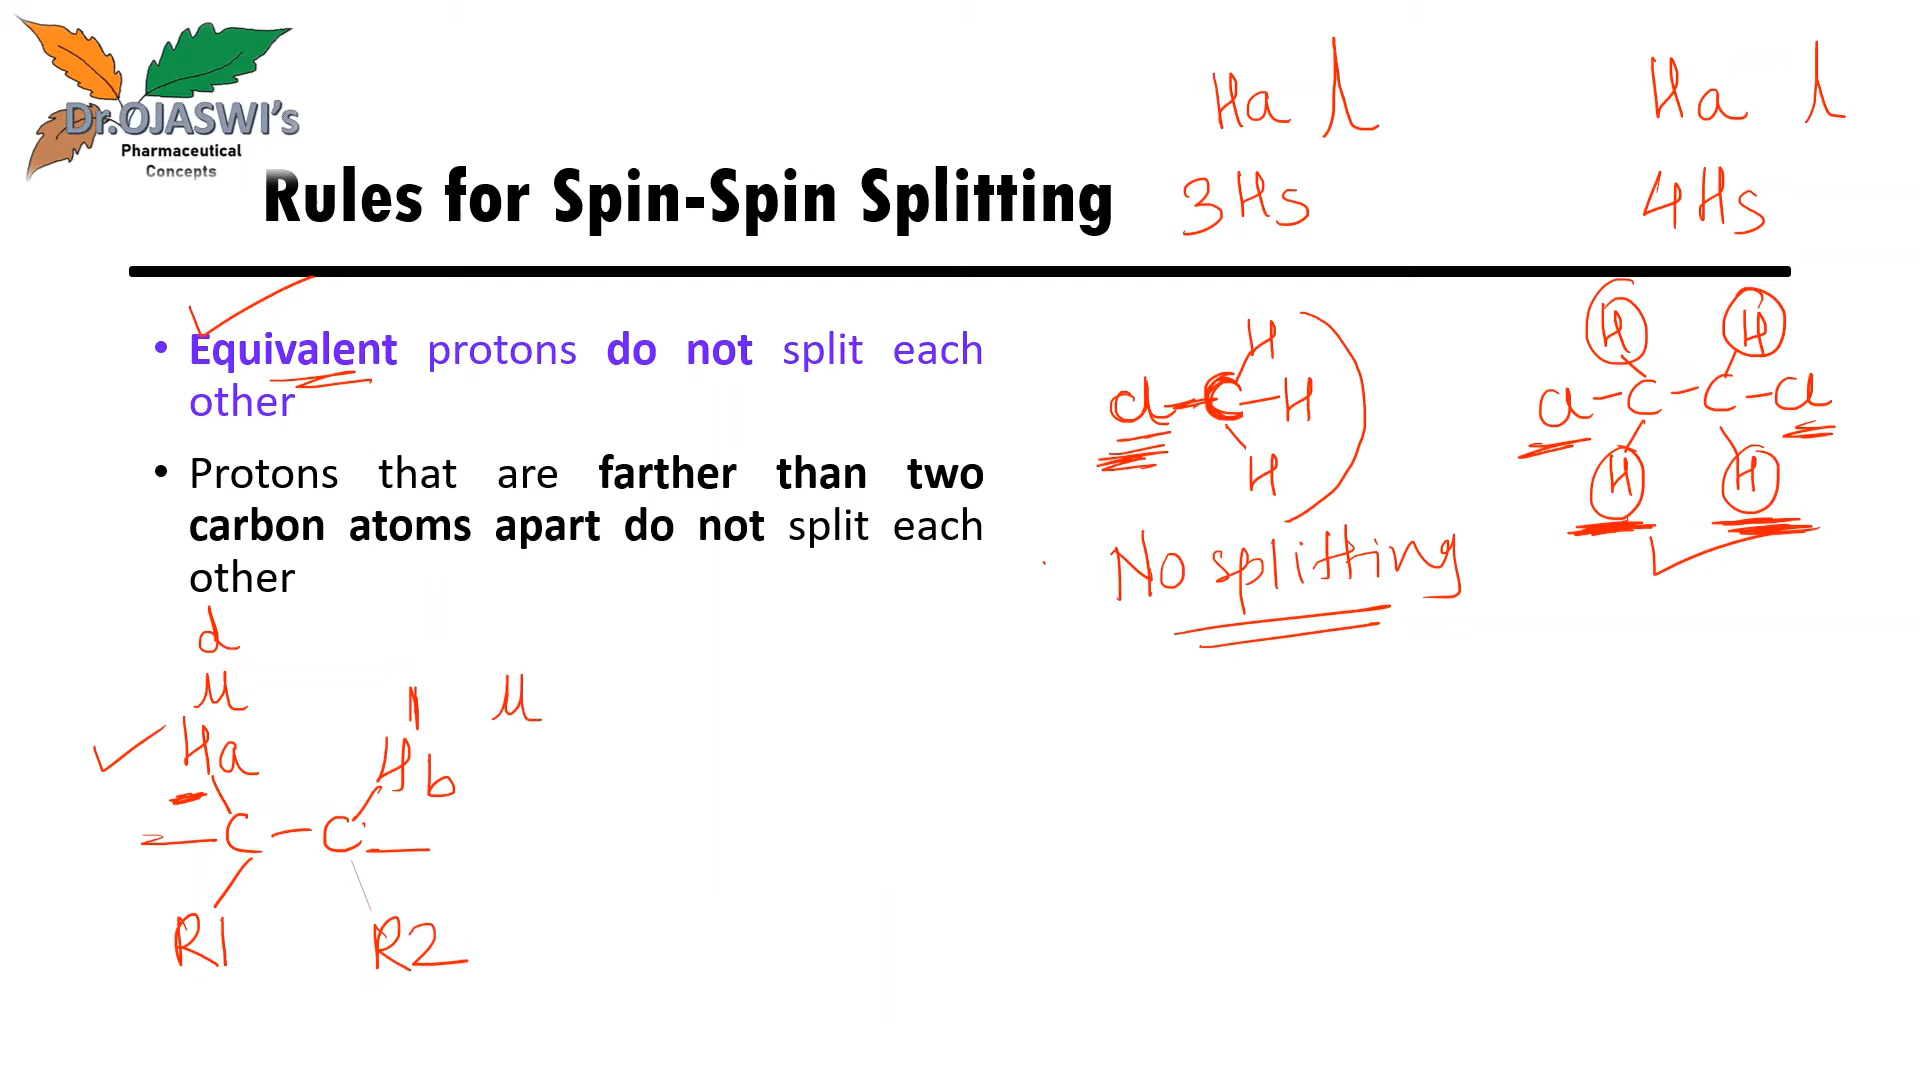 Dr.OJASWI's
Pharmaceutical
Concepts
Rules for Spin-Spin Splitting
Ha
3Hs
Ha
4Hs
• Equivalent protons do not split each
other
• Protons that are farther than two
carbon atoms apart do not split each
other
H
Cl-C-H
H
No splitting
H H
Cl-C-C-Cl
H H
d
Ha Hb
C-C
R1 R2